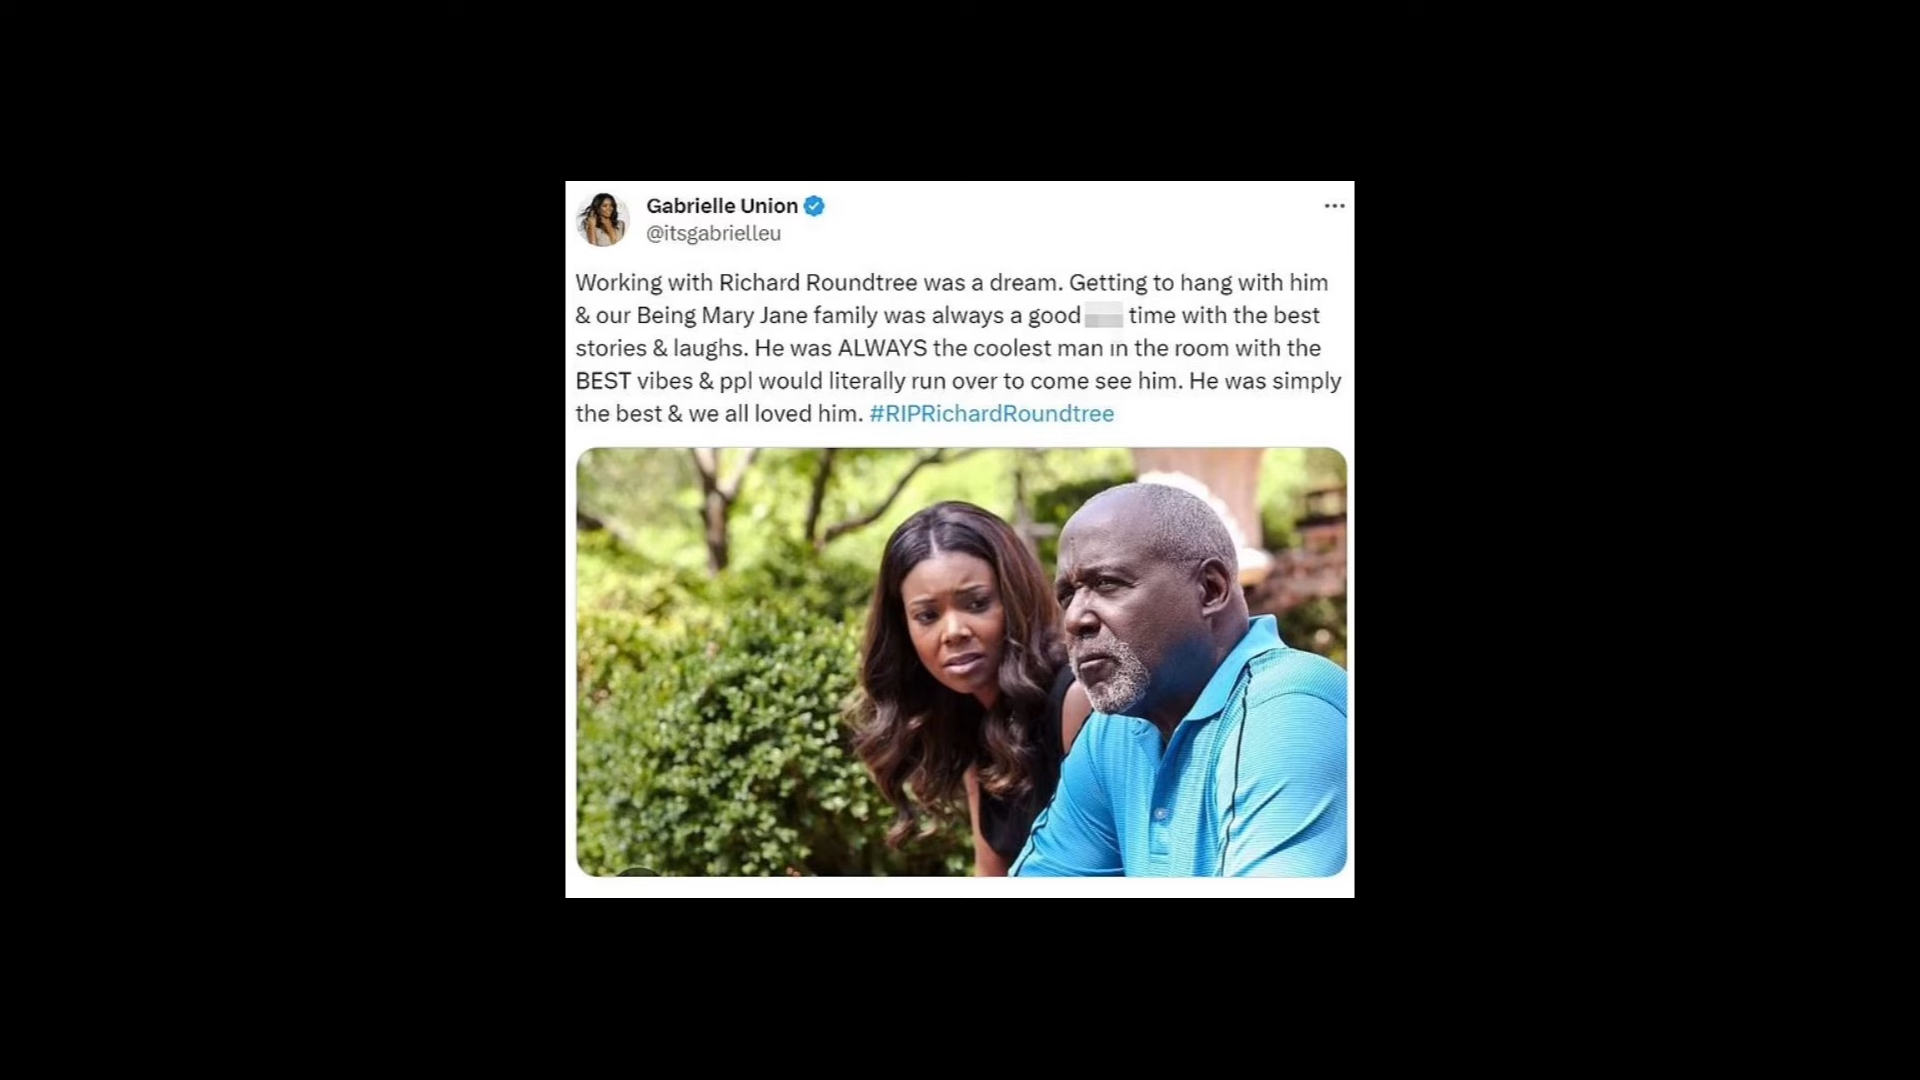 Gabrielle Union
@itsgabrielleu
Working with Richard Roundtree was a dream. Getting to hang with him
& our Being Mary Jane family was always a good time with the best
stories & laughs. He was ALWAYS the coolest man in the room with the
BEST vibes & ppl would literally run over to come see him. He was simply
the best & we all loved him. #RIPRichardRoundtree